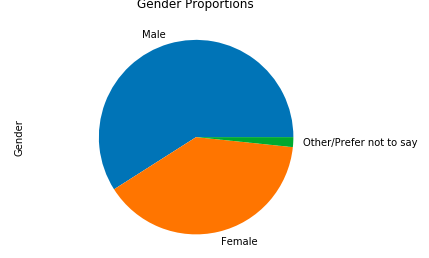 Gender Proportions
Male
Gender
Other/Prefer not to say
Female